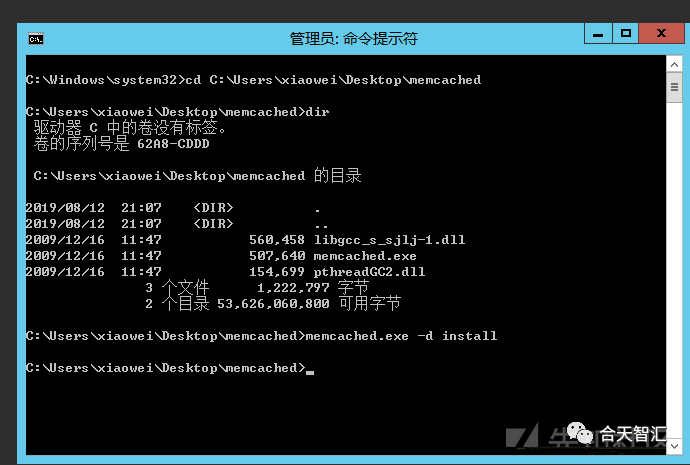 管理员: 命令提示符
C:\Windows\system32>cd C:\Users\xiaowei\Desktop\memcached
C:\Users\xiaowei\Desktop\memcached>dir
驱动器 C 中的卷没有标签。
卷的序列号是 62A8-CDDD
C:\Users\xiaowei\Desktop\memcached 的目录
2019/08/12  21:07    <DIR>          .
2019/08/12  21:07    <DIR>          ..
2009/12/16  11:47           560,458 libgcc_s_sjlj-1.dll
2009/12/16  11:47           507,640 memcached.exe
2009/12/16  11:47           154,699 pthreadGC2.dll
3 个文件      1,222,797 字节
2 个目录 53,626,060,800 可用字节
C:\Users\xiaowei\Desktop\memcached>memcached.exe -d install
C:\Users\xiaowei\Desktop\memcached>_
合天智汇